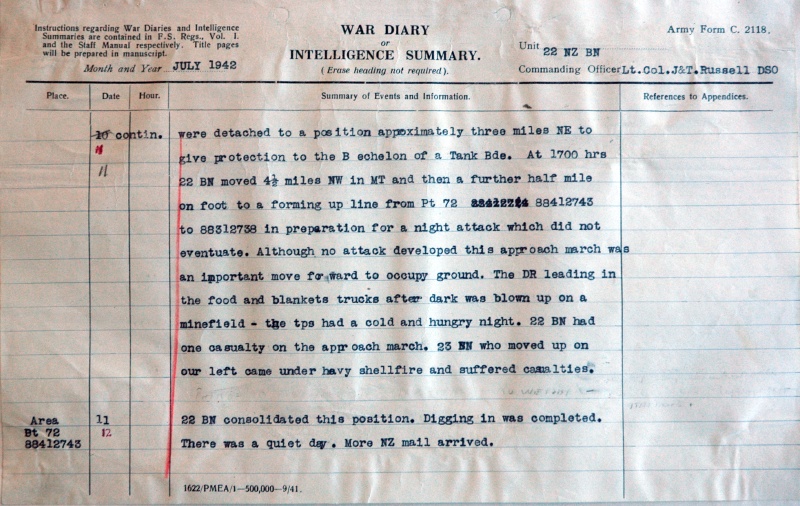 Instructions regarding War Diaries and Intelligence
Summaries are contained in F.S. Regs., Vol. I.
and the Staff Manual respectively. Title pages
will be prepared in manuscript.
Month and Year JULY 1942
WAR DIARY
or
INTELLIGENCE SUMMARY.
(Erase heading not required).
Army Form C. 2118.
Unit 22 NZ BN
Commanding Officer Lt.Col.J&T.Russell DSO
Place. Date Hour. Summary of Events and Information. References to Appendices.
10 contin. were detached to a position appoximately three miles NE to
11 give protection to the B echelon of a Tank Bde. At 1700 hrs
22 BN moved 4½ miles NW in MT and then a further half mile
on foot to a forming up line from Pt 72 88412743
to 88312738 in preparation for a night attack which did not
eventuate. Although no attack developed this approach march was
an important move forward to occupy ground. The DR leading in
the food and blankets trucks after dark was blown up on a
minefield - the tps had a cold and hungry night. 22 BN had
one casualty on the approach march. 23 BN who moved up on
our left came under havy shellfire and suffered casualties.
Area 11 22 BN consolidated this position. Digging in was completed.
Bt 72 12 There was a quiet day. More NZ mail arrived.
88412743
1622/PMEA/1—500,000—9/41.